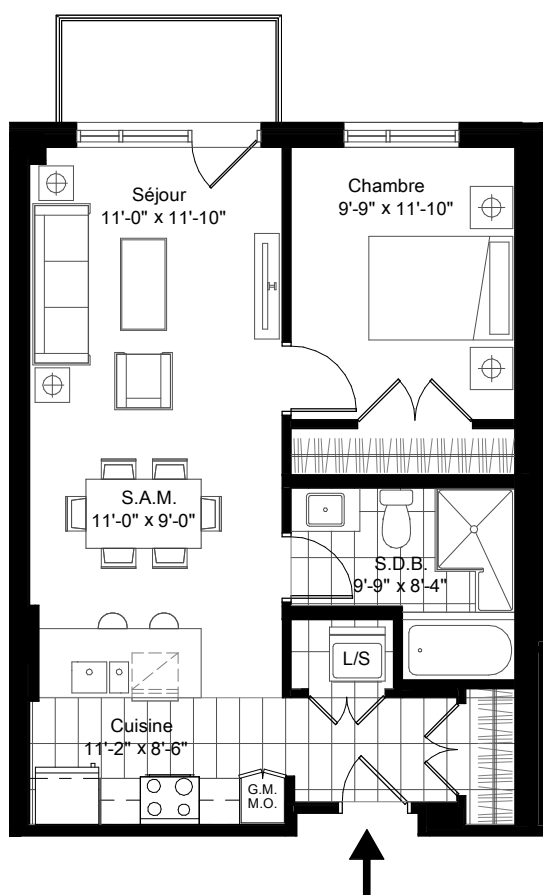 Séjour
11'-0" x 11'-10"
Chambre
9'-9" x 11'-10"
S.A.M.
11'-0" x 9'-0"
S.D.B.
9'-9" x 8'-4"
L/S
Cuisine
11'-2" x 8'-6"
G.M.
M.O.